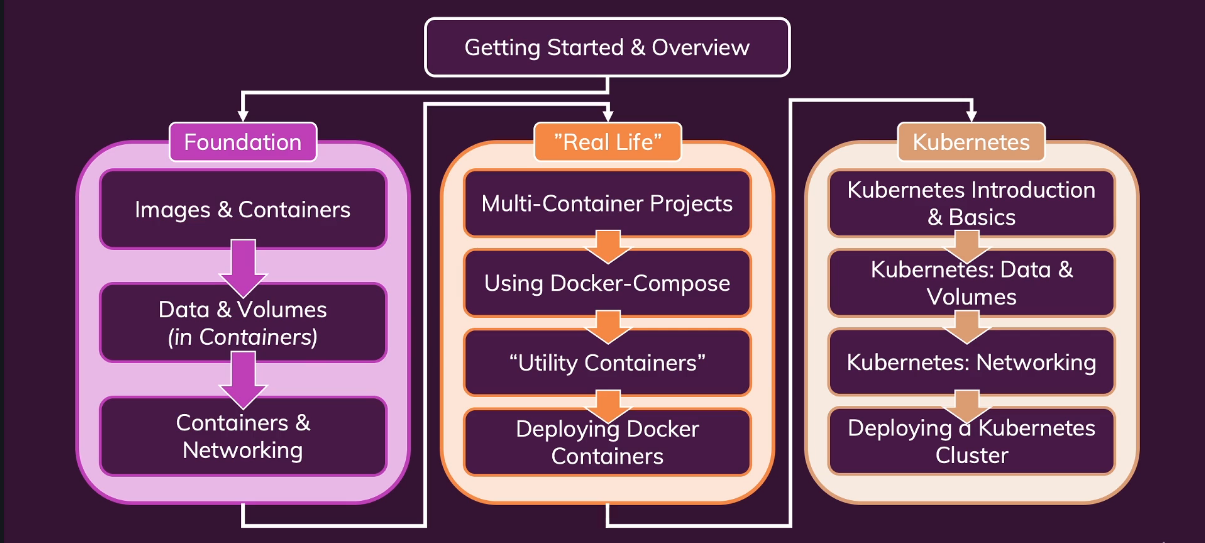 Getting Started & Overview
Foundation
Images & Containers
Data & Volumes
(in Containers)
Containers &
Networking
”Real Life”
Multi-Container Projects
Using Docker-Compose
“Utility Containers”
Deploying Docker
Containers
Kubernetes
Kubernetes Introduction
& Basics
Kubernetes: Data &
Volumes
Kubernetes: Networking
Deploying a Kubernetes
Cluster